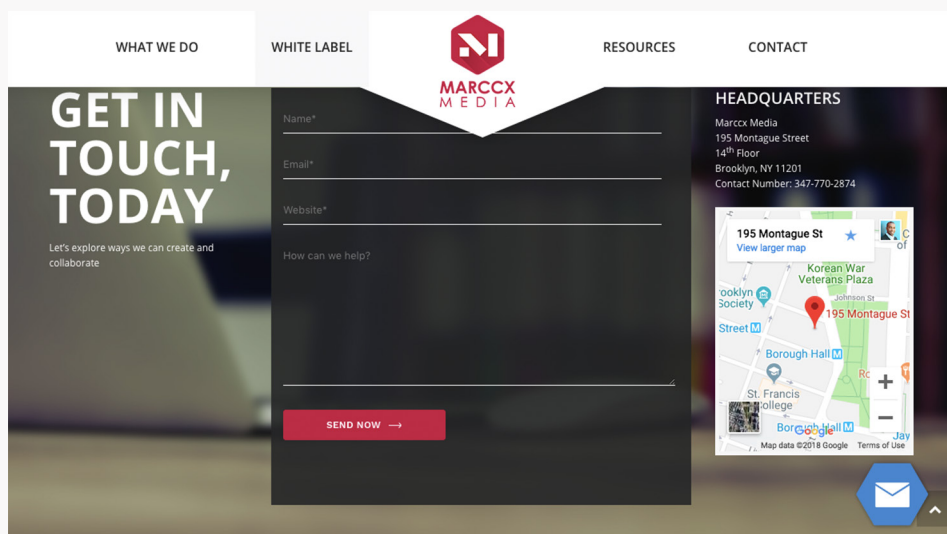 WHAT WE DO
WHITE LABEL
MARCCX
MEDIA
RESOURCES
CONTACT
GET IN
TOUCH,
TODAY
Let's explore ways we can create and
collaborate
Name*
Email*
Website*
How can we help?
SEND NOW →
HEADQUARTERS
Marccx Media
195 Montague Street
14th Floor
Brooklyn, NY 11201
Contact Number: 347-770-2874
195 Montague St
View larger map
C
of
Korean War
Veterans Plaza
rooklyn
Society
Johnson St
195 Montague St
Street
Borough Hall
Ro
St. Francis
College
Borough Hall
Jay
Google
Map data ©2018 Google
Terms of Use